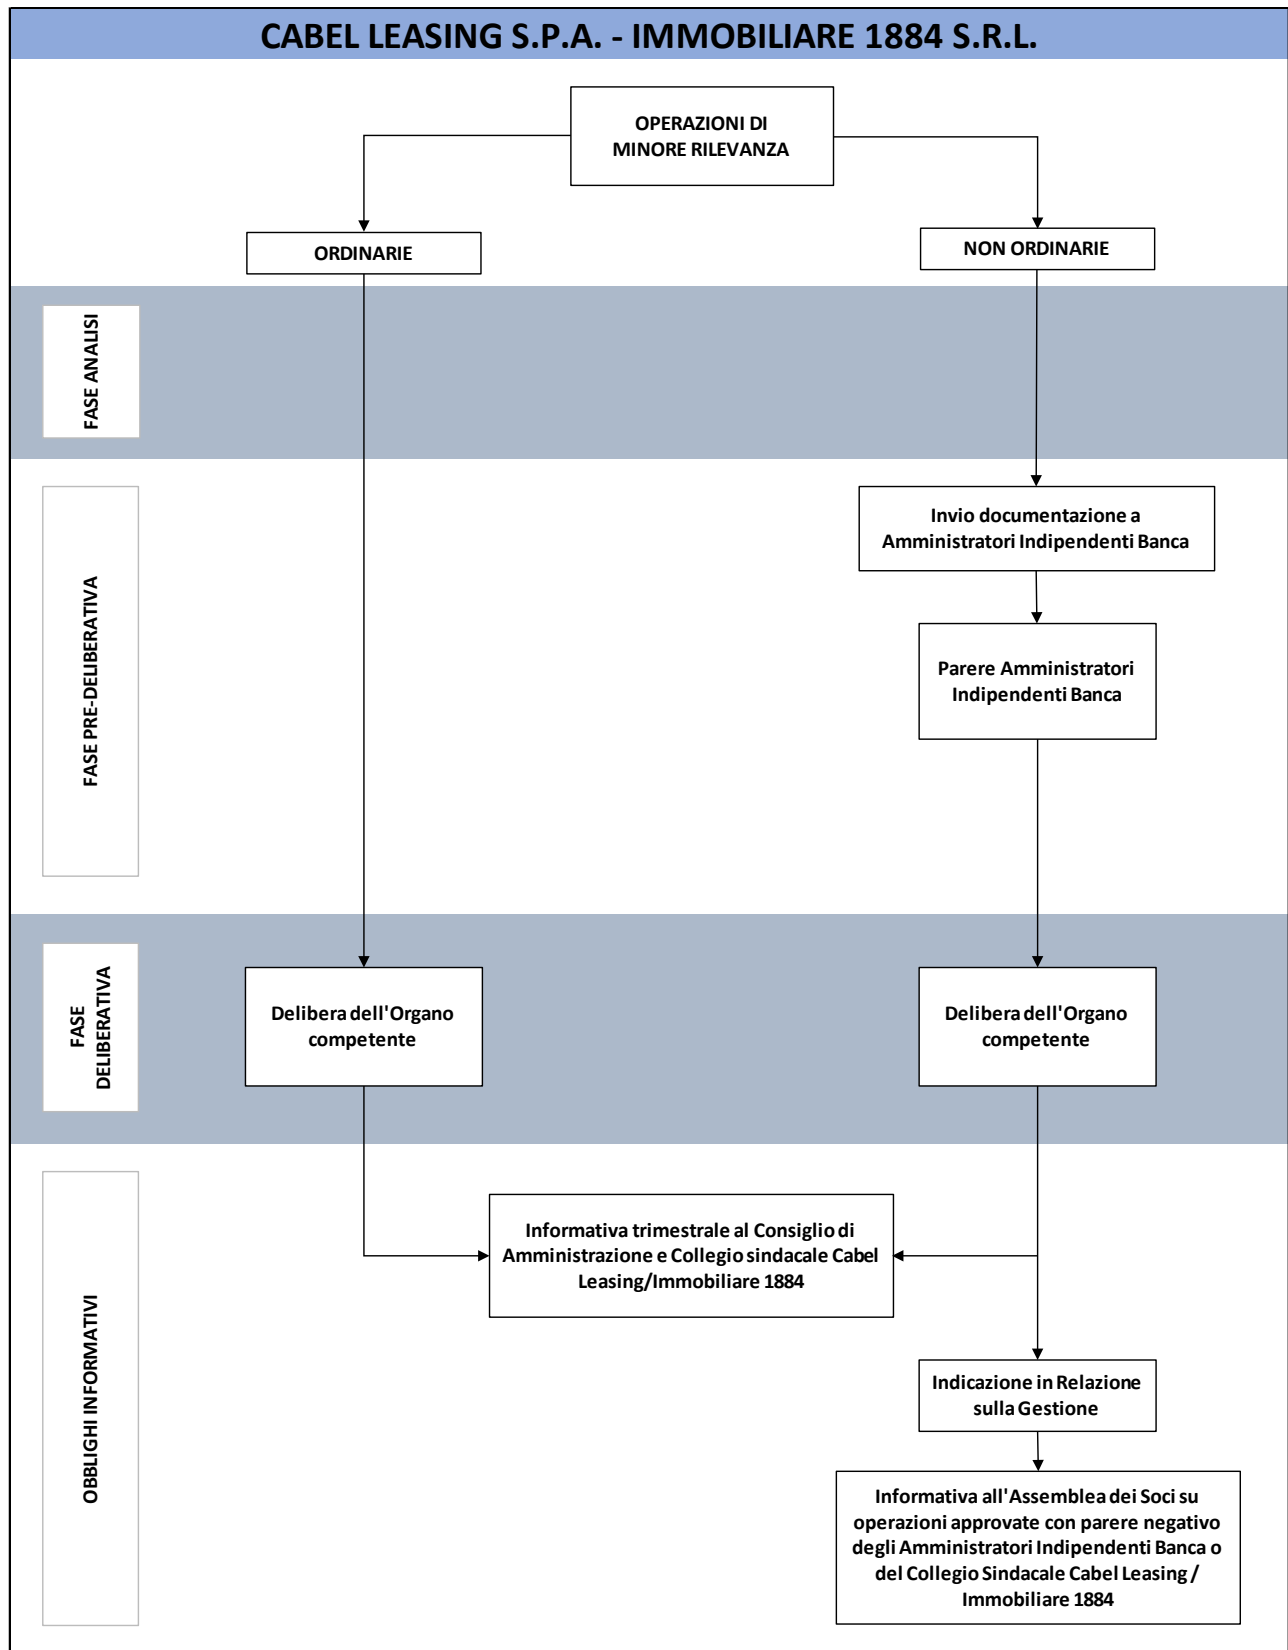 CABEL LEASING S.P.A. - IMMOBILIARE 1884 S.R.L.
OPERAZIONI DI
MINORE RILEVANZA
ORDINARIE
NON ORDINARIE
FASE ANALISI
FASE PRE-DELIBERATIVA
Invio documentazione a
Amministratori Indipendenti Banca
Parere Amministratori
Indipendenti Banca
FASE
DELIBERATIVA
Delibera dell'Organo
competente
Delibera dell'Organo
competente
OBBLIGHI INFORMATIVI
Informativa trimestrale al Consiglio di
Amministrazione e Collegio sindacale Cabel
Leasing/Immobiliare 1884
Indicazione in Relazione
sulla Gestione
Informativa all'Assemblea dei Soci su
operazioni approvate con parere negativo
degli Amministratori Indipendenti Banca o
del Collegio Sindacale Cabel Leasing /
Immobiliare 1884